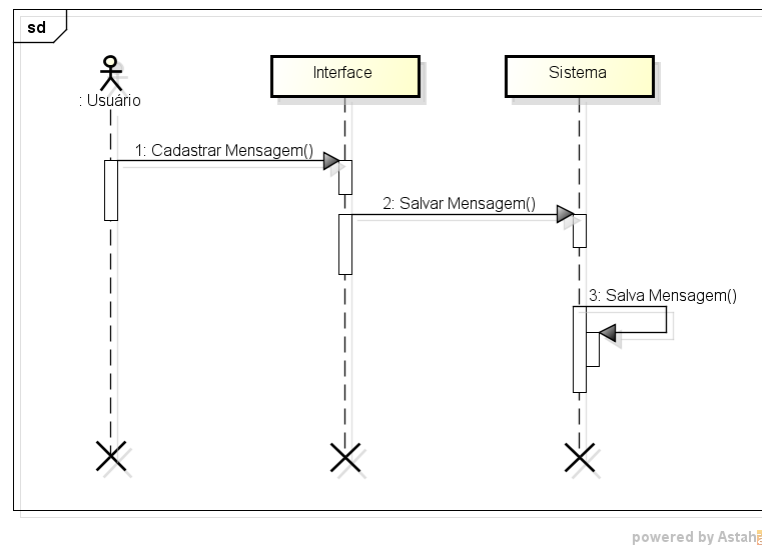 sd
: Usuário
Interface
Sistema
1: Cadastrar Mensagem()
2: Salvar Mensagem()
3: Salva Mensagem()
powered by Astah